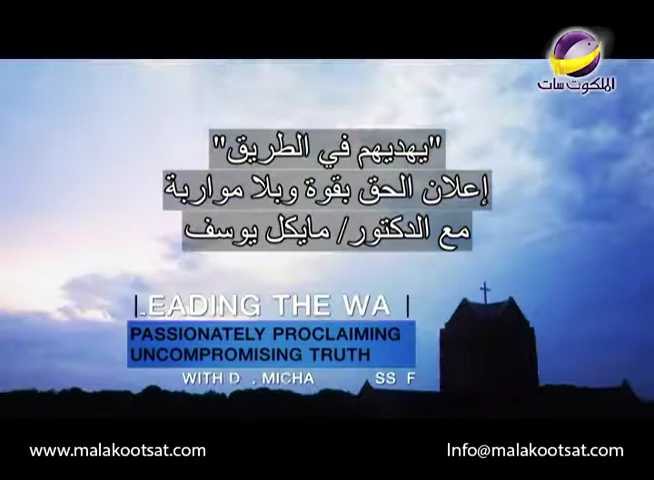 الملكوت سات
"يهديهم في الطريق"
إعلان الحق بقوة وبلا مواربة
مع الدكتور/ مايكل يوسف
LEADING THE WA
PASSIONATELY PROCLAIMING
UNCOMPROMISING TRUTH
WITH D . MICHA SS F
www.malakootsat.com
Info@malakootsat.com